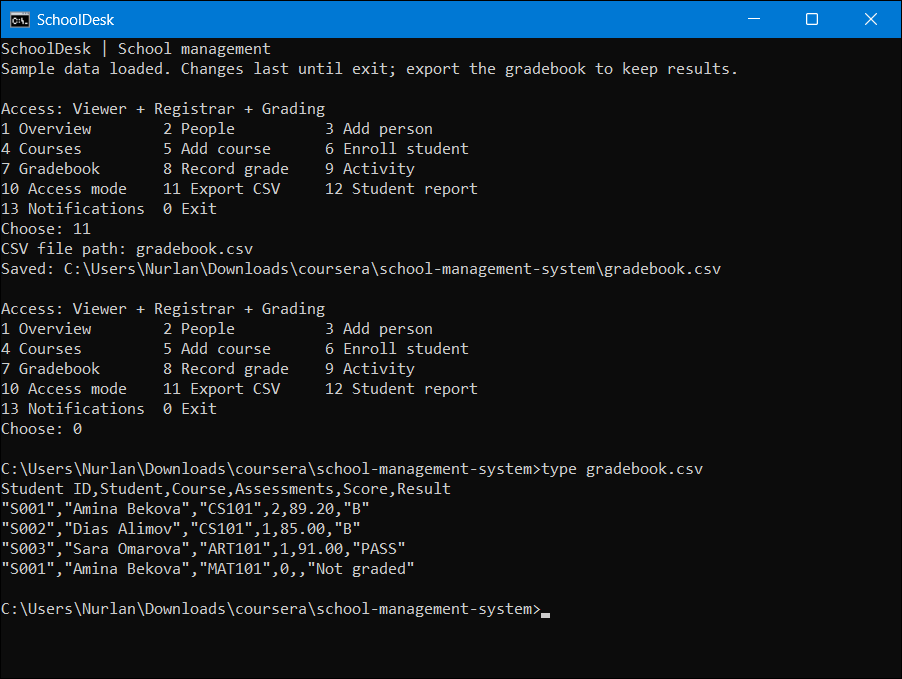 SchoolDesk
SchoolDesk | School management
Sample data loaded. Changes last until exit; export the gradebook to keep results.
Access: Viewer + Registrar + Grading
1 Overview 2 People 3 Add person
4 Courses 5 Add course 6 Enroll student
7 Gradebook 8 Record grade 9 Activity
10 Access mode 11 Export CSV 12 Student report
13 Notifications 0 Exit
Choose: 11
CSV file path: gradebook.csv
Saved: C:\Users\Nurlan\Downloads\coursera\school-management-system\gradebook.csv
Access: Viewer + Registrar + Grading
1 Overview 2 People 3 Add person
4 Courses 5 Add course 6 Enroll student
7 Gradebook 8 Record grade 9 Activity
10 Access mode 11 Export CSV 12 Student report
13 Notifications 0 Exit
Choose: 0
C:\Users\Nurlan\Downloads\coursera\school-management-system>type gradebook.csv
Student ID,Student,Course,Assessments,Score,Result
"S001","Amina Bekova","CS101",2,89.20,"B"
"S002","Dias Alimov","CS101",1,85.00,"B"
"S003","Sara Omarova","ART101",1,91.00,"PASS"
"S001","Amina Bekova","MAT101",0,,"Not graded"
C:\Users\Nurlan\Downloads\coursera\school-management-system>